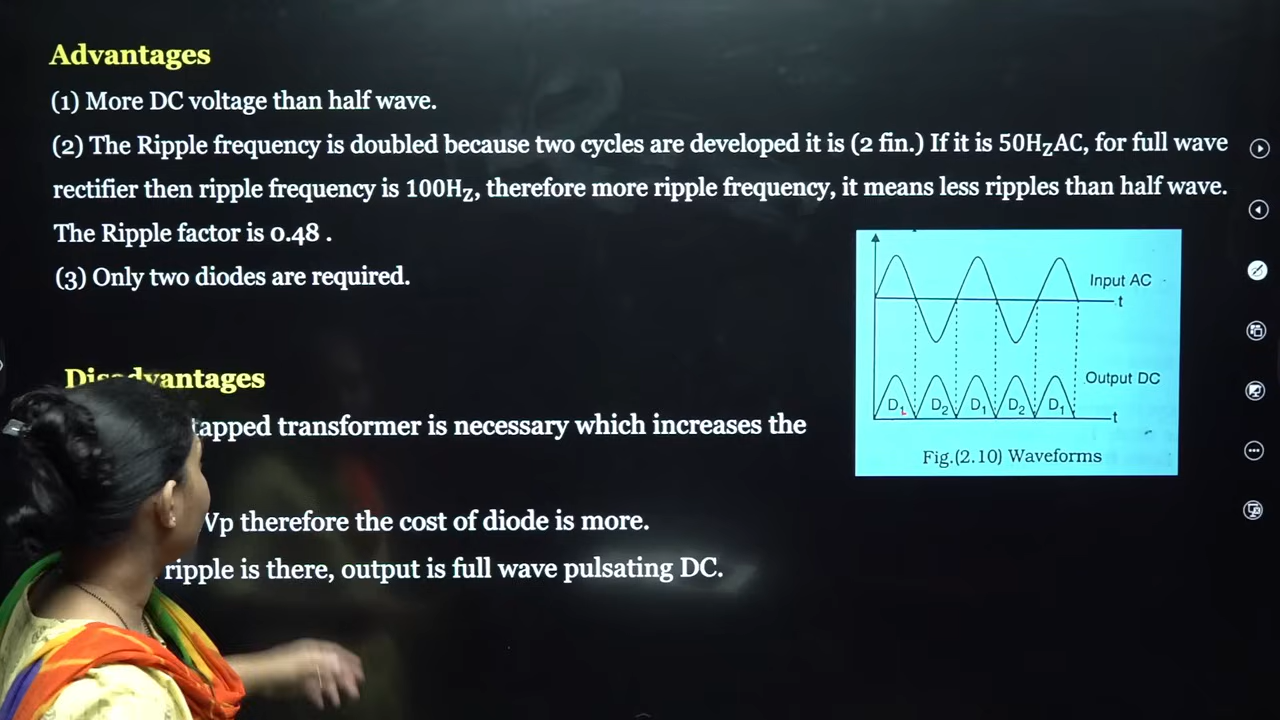 Advantages
(1) More DC voltage than half wave.
(2) The Ripple frequency is doubled because two cycles are developed it is (2 fin.) If it is 50HzAC, for full wave
rectifier then ripple frequency is 100Hz, therefore more ripple frequency, it means less ripples than half wave.
The Ripple factor is 0.48 .
(3) Only two diodes are required.
Input AC
t
Output DC
D1 D2 D1 D2 D1
t
Fig.(2.10) Waveforms
Disadvantages
tapped transformer is necessary which increases the
Vp therefore the cost of diode is more.
ripple is there, output is full wave pulsating DC.